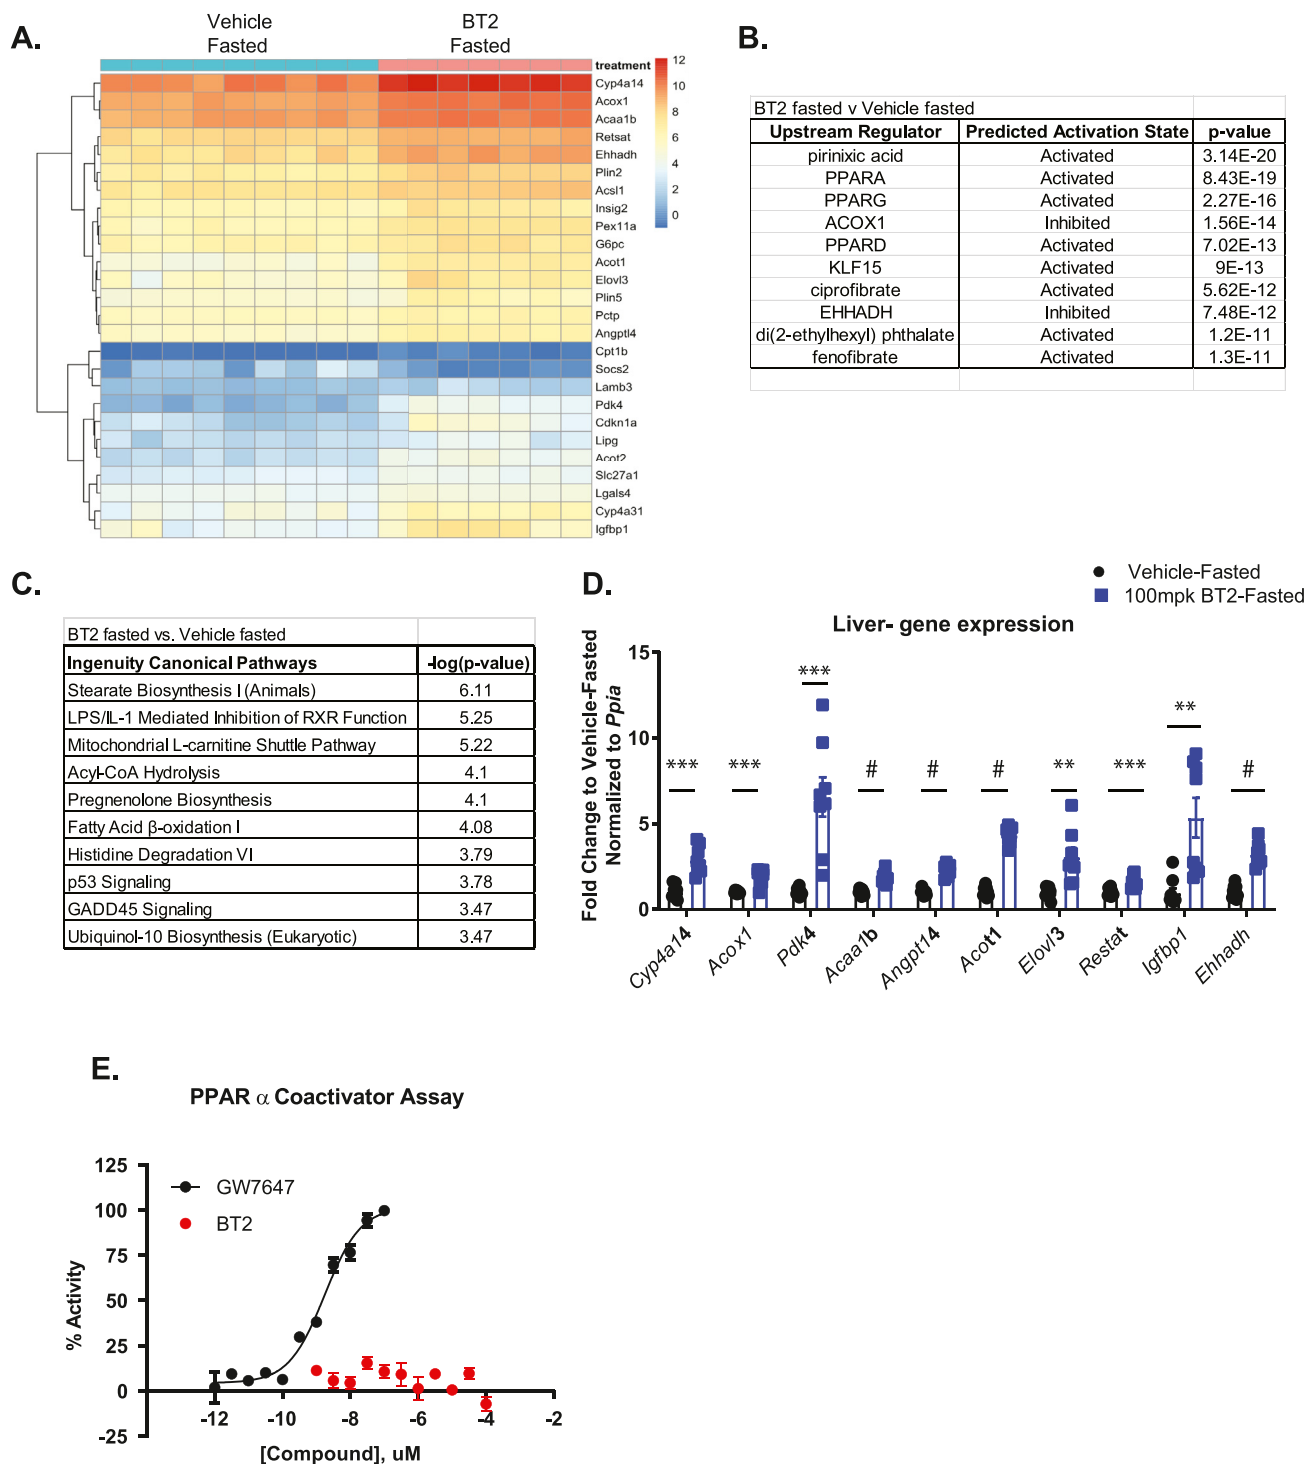 A.
Vehicle
Fasted
BT2
Fasted
treatment
Cyp4a14
Acox1
Acaa1b
Retsat
Ehhadh
Plin2
Acsl1
Insig2
Pex11a
G6pc
Acot1
Elovl3
Plin5
Pctp
Angptl4
Cpt1b
Socs2
Lamb3
Pdk4
Cdkn1a
Lipg
Acot2
Slc27a1
Lgals4
Cyp4a31
Igfbp1
12
10
8
6
4
2
0
B.
BT2 fasted v Vehicle fasted
Upstream Regulator Predicted Activation State p-value
pirinixic acid Activated 3.14E-20
PPARA Activated 8.43E-19
PPARG Activated 2.27E-16
ACOX1 Inhibited 1.56E-14
PPARD Activated 7.02E-13
KLF15 Activated 9E-13
ciprofibrate Activated 5.62E-12
EHHADH Inhibited 7.48E-12
di(2-ethylhexyl) phthalate Activated 1.2E-11
fenofibrate Activated 1.3E-11
C.
BT2 fasted vs. Vehicle fasted
Ingenuity Canonical Pathways -log(p-value)
Stearate Biosynthesis I (Animals) 6.11
LPS/IL-1 Mediated Inhibition of RXR Function 5.25
Mitochondrial L-carnitine Shuttle Pathway 5.22
Acyl-CoA Hydrolysis 4.1
Pregnenolone Biosynthesis 4.1
Fatty Acid β-oxidation I 4.08
Histidine Degradation VI 3.79
p53 Signaling 3.78
GADD45 Signaling 3.47
Ubiquinol-10 Biosynthesis (Eukaryotic) 3.47
D.
Vehicle-Fasted
100mpk BT2-Fasted
Liver- gene expression
Fold Change to Vehicle-Fasted
Normalized to Ppia
15
10
5
0
*** *** *** # # # ** *** ** #
Cyp4a14 Acox1 Pdk4 Acaa1b Angpt14 Acot1 Elovl3 Restat Igfbp1 Ehhadh
E.
PPAR α Coactivator Assay
GW7647
BT2
% Activity
125
100
75
50
25
0
-25
-12 -10 -8 -6 -4 -2
[Compound], uM